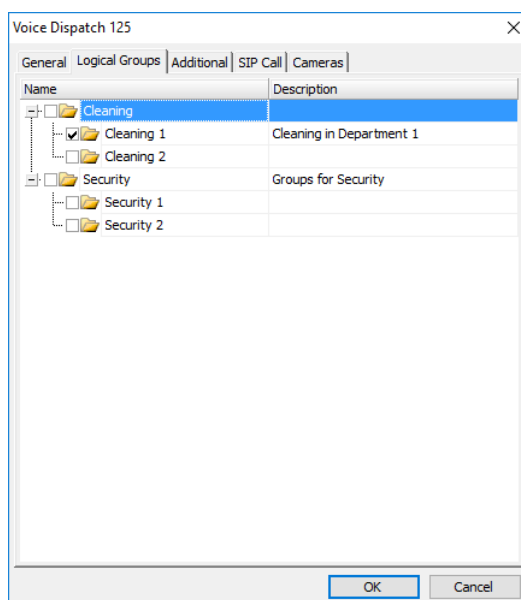 Voice Dispatch 125
General Logical Groups Additional SIP Call Cameras
Name Description
Cleaning
Cleaning 1 Cleaning in Department 1
Cleaning 2
Security Groups for Security
Security 1
Security 2
OK Cancel